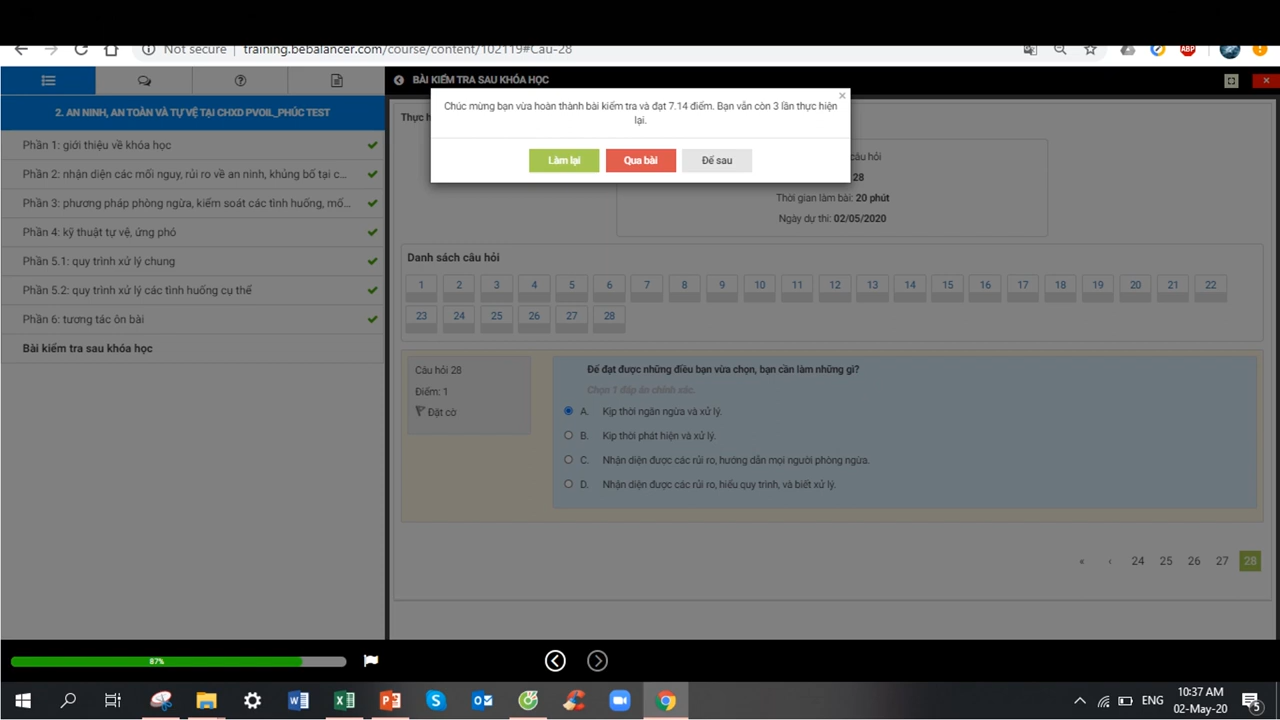 Not secure
training.bebalancer.com/course/content/102119#Cau-28
ABP
BÀI KIỂM TRA SAU KHÓA HỌC
2. AN NINH, AN TOÀN VÀ TỰ VỆ TẠI CHXD PVOIL_PHÚC TEST
Phần 1: giới thiệu về khóa học
Phần 2: nhận diện các mối nguy, rủi ro về an ninh, khủng bố tại c...
Phần 3: phương pháp phòng ngừa, kiểm soát các tình huống, mố...
Phần 4: kỹ thuật tự vệ, ứng phó
Phần 5.1: quy trình xử lý chung
Phần 5.2: quy trình xử lý các tình huống cụ thể
Phần 6: tương tác ôn bài
Bài kiểm tra sau khóa học
Thực h
Chúc mừng bạn vừa hoàn thành bài kiểm tra và đạt 7.14 điểm. Bạn vẫn còn 3 lần thực hiện
lại.
Làm lại
Qua bài
Để sau
câu hỏi
28
Thời gian làm bài: 20 phút
Ngày dự thi: 02/05/2020
Danh sách câu hỏi
1 2 3 4 5 6 7 8 9 10 11 12 13 14 15 16 17 18 19 20 21 22
23 24 25 26 27 28
Câu hỏi 28
Điểm: 1
Đặt cờ
Để đạt được những điều bạn vừa chọn, bạn cần làm những gì?
Chọn 1 đáp án chính xác.
A. Kịp thời ngăn ngừa và xử lý.
B. Kịp thời phát hiện và xử lý.
C. Nhận diện được các rủi ro, hướng dẫn mọi người phòng ngừa.
D. Nhận diện được các rủi ro, hiểu quy trình, và biết xử lý.
« ‹ 24 25 26 27 28
87%
ENG
10:37 AM
02-May-20
5